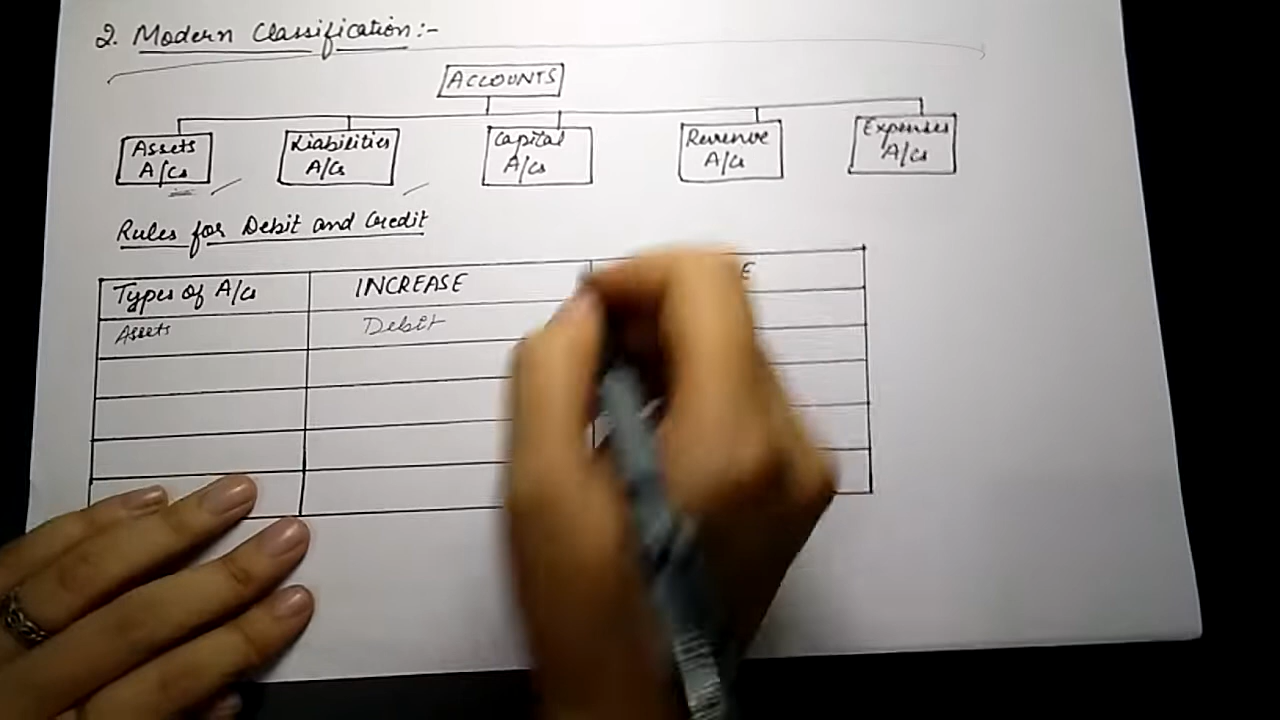 2. Modern Classification:-
ACCOUNTS
Assets A/cs
Liabilities A/cs
Capital A/cs
Revenue A/cs
Expenses A/cs
Rules for Debit and Credit
Types of A/cs INCREASE E
Assets Debit